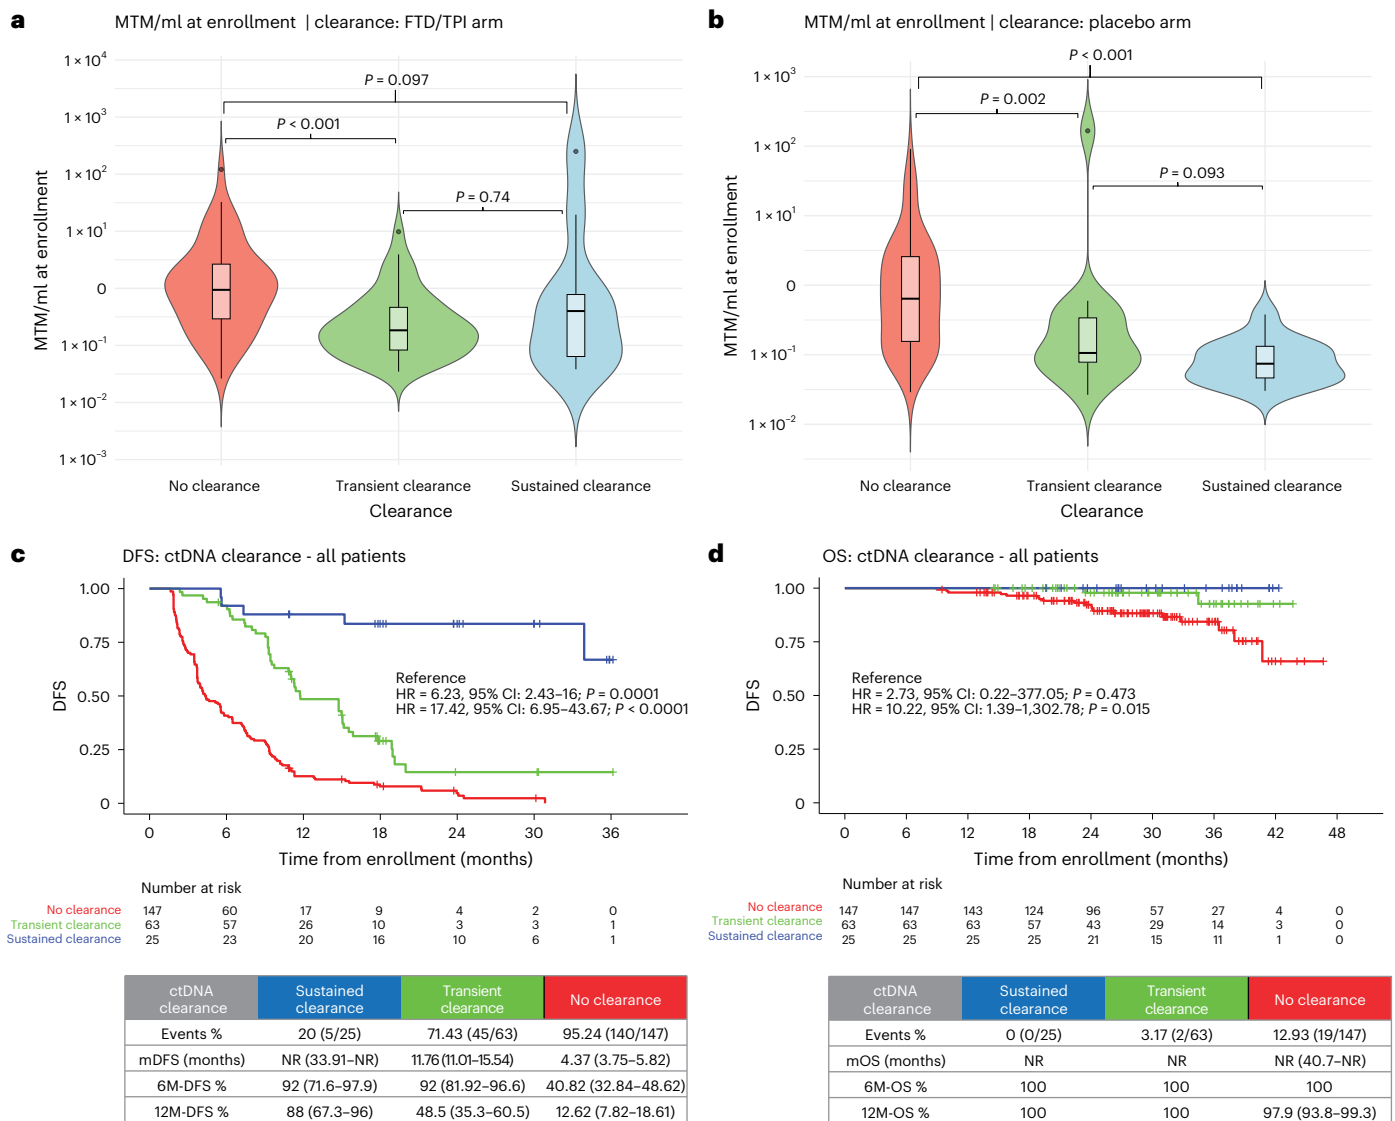 a
MTM/ml at enrollment | clearance: FTD/TPI arm
1 × 10⁴
1 × 10³
1 × 10²
1 × 10¹
0
1 × 10⁻¹
1 × 10⁻²
1 × 10⁻³
MTM/ml at enrollment
P = 0.097
P < 0.001
P = 0.74
No clearance
Transient clearance
Sustained clearance
Clearance
b
MTM/ml at enrollment | clearance: placebo arm
1 × 10³
1 × 10²
1 × 10¹
0
1 × 10⁻¹
1 × 10⁻²
MTM/ml at enrollment
P < 0.001
P = 0.002
P = 0.093
No clearance
Transient clearance
Sustained clearance
Clearance
c
DFS: ctDNA clearance - all patients
1.00
0.75
0.50
0.25
0
DFS
Reference
HR = 6.23, 95% CI: 2.43–16; P = 0.0001
HR = 17.42, 95% CI: 6.95–43.67; P < 0.0001
0 6 12 18 24 30 36
Time from enrollment (months)
Number at risk
No clearance 147 60 17 9 4 2 0
Transient clearance 63 57 26 10 3 3 1
Sustained clearance 25 23 20 16 10 6 1
ctDNA clearance Sustained clearance Transient clearance No clearance
Events % 20 (5/25) 71.43 (45/63) 95.24 (140/147)
mDFS (months) NR (33.91–NR) 11.76 (11.01–15.54) 4.37 (3.75–5.82)
6M-DFS % 92 (71.6–97.9) 92 (81.92–96.6) 40.82 (32.84–48.62)
12M-DFS % 88 (67.3–96) 48.5 (35.3–60.5) 12.62 (7.82–18.61)
d
OS: ctDNA clearance - all patients
1.00
0.75
0.50
0.25
0
DFS
Reference
HR = 2.73, 95% CI: 0.22–377.05; P = 0.473
HR = 10.22, 95% CI: 1.39–1,302.78; P = 0.015
0 6 12 18 24 30 36 42 48
Time from enrollment (months)
Number at risk
No clearance 147 147 143 124 96 57 27 4 0
Transient clearance 63 63 63 57 43 29 14 3 0
Sustained clearance 25 25 25 25 21 15 11 1 0
ctDNA clearance Sustained clearance Transient clearance No clearance
Events % 0 (0/25) 3.17 (2/63) 12.93 (19/147)
mOS (months) NR NR NR (40.7–NR)
6M-OS % 100 100 100
12M-OS % 100 100 97.9 (93.8–99.3)